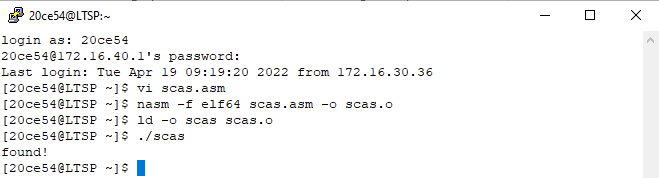 20ce54@LTSP:~
login as: 20ce54
20ce54@172.16.40.1's password:
Last login: Tue Apr 19 09:19:20 2022 from 172.16.30.36
[20ce54@LTSP ~]$ vi scas.asm
[20ce54@LTSP ~]$ nasm -f elf64 scas.asm -o scas.o
[20ce54@LTSP ~]$ ld -o scas scas.o
[20ce54@LTSP ~]$ ./scas
found!
[20ce54@LTSP ~]$